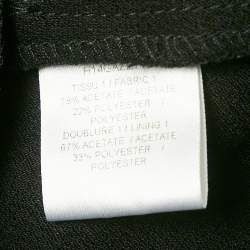 TISSU 1 / FABRIC 1
78% ACETATE / ACETATE
22% POLYESTER /
POLYESTER
DOUBLURE 1 / LINING 1
67% ACETATE / ACETATE
33% POLYESTER /
POLYESTER